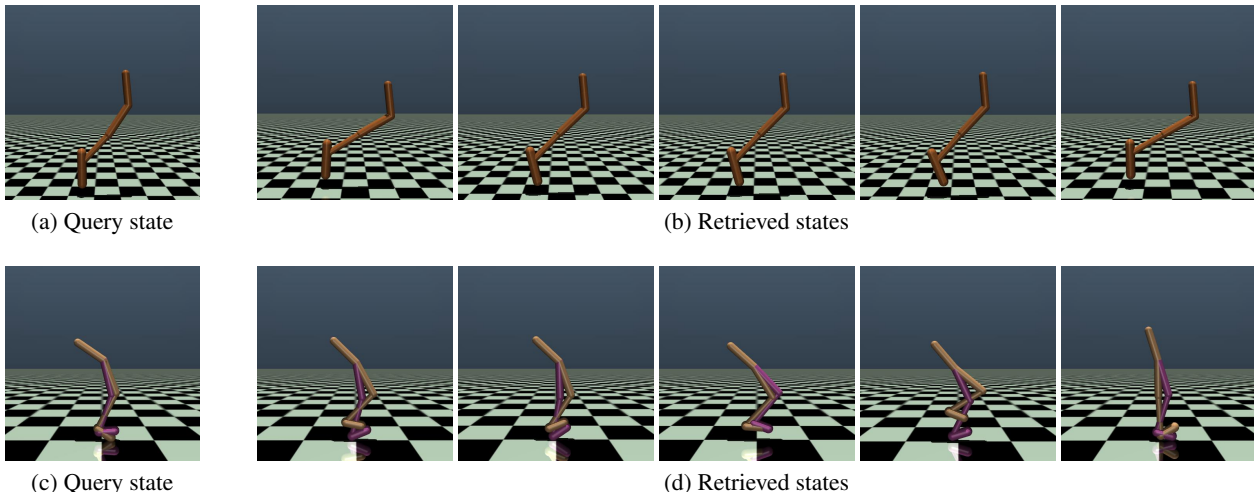 (a) Query state
(b) Retrieved states
(c) Query state
(d) Retrieved states